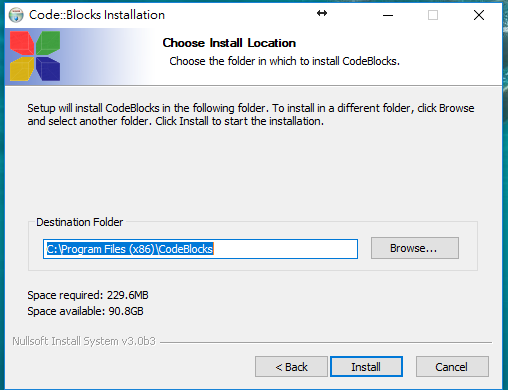 Code::Blocks Installation
Choose Install Location
Choose the folder in which to install CodeBlocks.
Setup will install CodeBlocks in the following folder. To install in a different folder, click Browse
and select another folder. Click Install to start the installation.
Destination Folder
C:\Program Files (x86)\CodeBlocks
Browse...
Space required: 229.6MB
Space available: 90.8GB
Nullsoft Install System v3.0b3
< Back
Install
Cancel